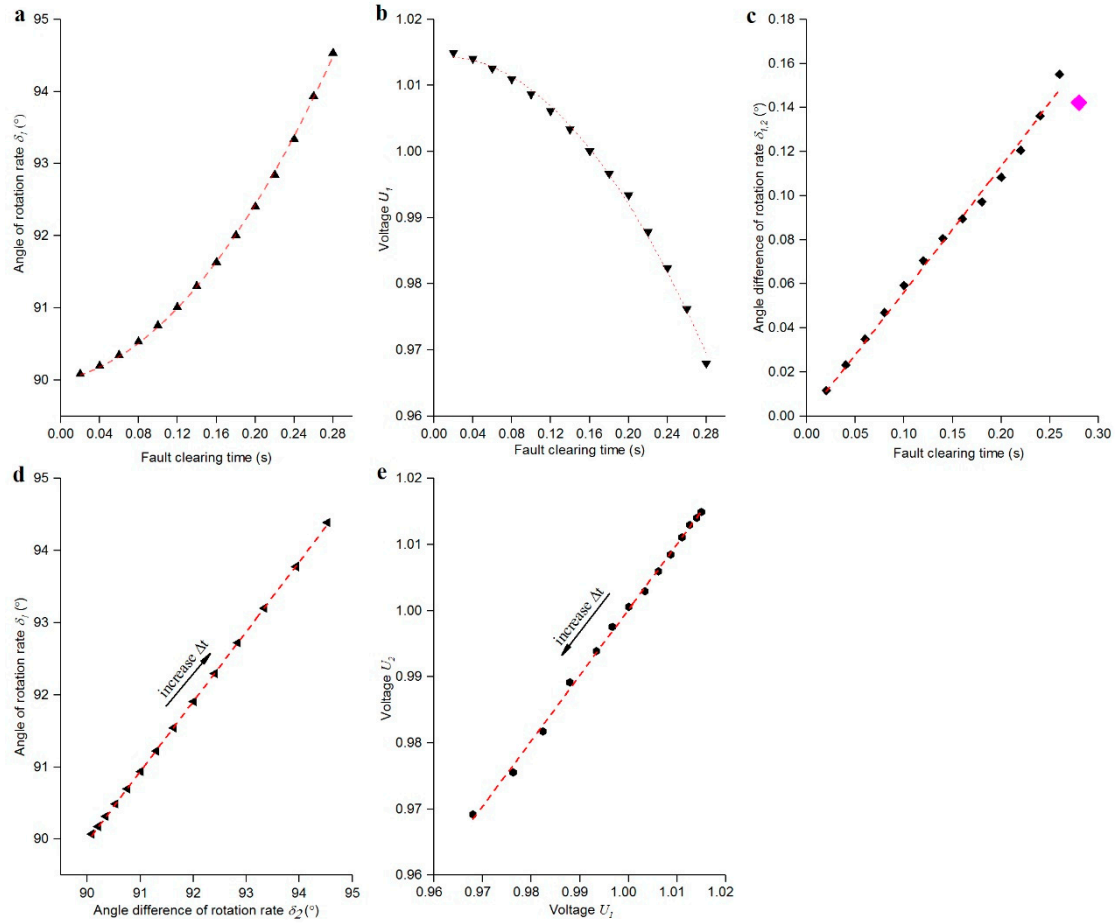 a
95
94
93
92
91
90
0.00 0.04 0.08 0.12 0.16 0.20 0.24 0.28
Angle of rotation rate δ1 (°)
Fault clearing time (s)
b
1.02
1.01
1.00
0.99
0.98
0.97
0.96
0.00 0.04 0.08 0.12 0.16 0.20 0.24 0.28
Voltage U1
Fault clearing time (s)
c
0.18
0.16
0.14
0.12
0.10
0.08
0.06
0.04
0.02
0.00
0.00 0.05 0.10 0.15 0.20 0.25 0.30
Angle difference of rotation rate δ1,2 (°)
Fault clearing time (s)
d
95
94
93
92
91
90
90 91 92 93 94 95
Angle of rotation rate δ1 (°)
increase Δt
Angle difference of rotation rate δ2 (°)
e
1.02
1.01
1.00
0.99
0.98
0.97
0.96
0.96 0.97 0.98 0.99 1.00 1.01 1.02
Voltage U2
increase Δt
Voltage U1